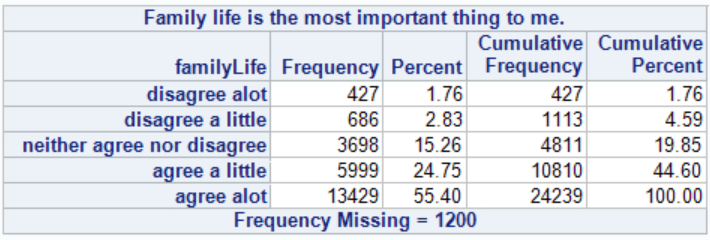 Family life is the most important thing to me.
Cumulative Cumulative
familyLife Frequency Percent Frequency Percent
disagree alot 427 1.76 427 1.76
disagree a little 686 2.83 1113 4.59
neither agree nor disagree 3698 15.26 4811 19.85
agree a little 5999 24.75 10810 44.60
agree alot 13429 55.40 24239 100.00
Frequency Missing = 1200